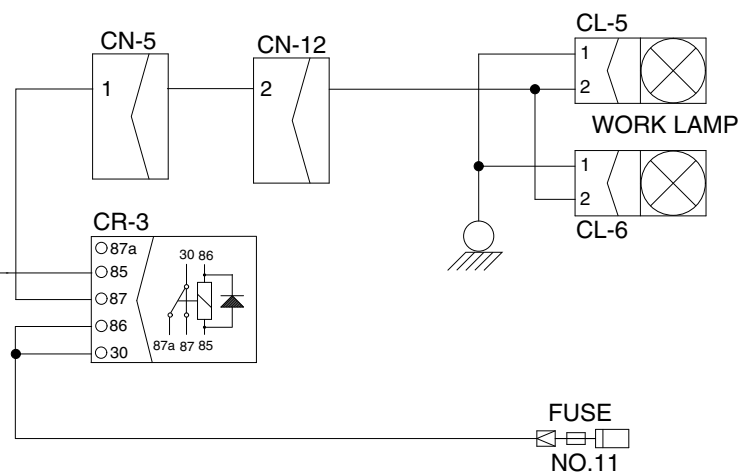 CL-5
CN-5
CN-12
1
1
2
2
WORK LAMP
1
2
CL-6
CR-3
87a
85
87
86
30
30 86
87a 87 85
FUSE
NO.11